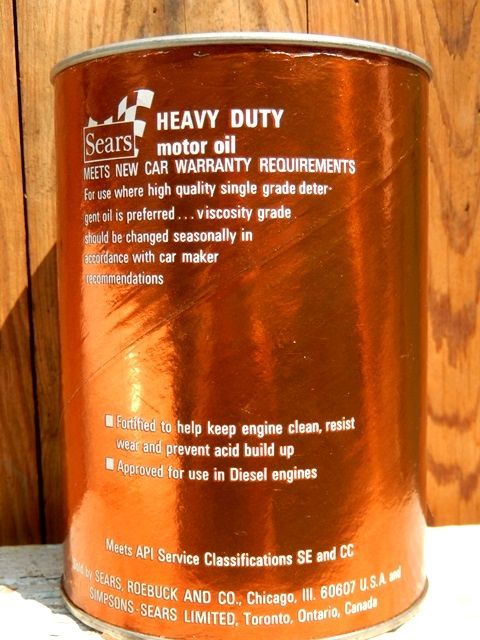 Sears
HEAVY DUTY
motor oil
MEETS NEW CAR WARRANTY REQUIREMENTS
For use where high quality single grade deter-
gent oil is preferred... viscosity grade
should be changed seasonally in
accordance with car maker
recommendations
Fortified to help keep engine clean, resist
wear and prevent acid build up
Approved for use in Diesel engines
Meets API Service Classifications SE and CC
Sold by SEARS, ROEBUCK AND CO., Chicago, Ill. 60607 U.S.A. and
SIMPSONS-SEARS LIMITED, Toronto, Ontario, Canada